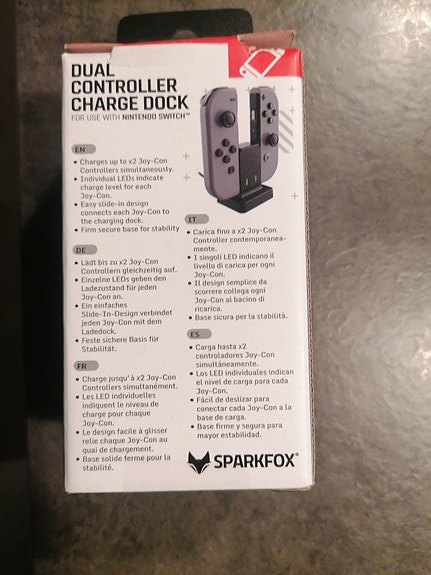 DUAL
CONTROLLER
CHARGE DOCK
FOR USE WITH NINTENDO SWITCH™
EN
• Charges up to x2 Joy-Con
Controllers simultaneously.
• Individual LEDs indicate
charge level for each
Joy-Con.
• Easy slide-in design
connects each Joy-Con to
the charging dock.
• Firm secure base for stability
DE
• Lädt bis zu x2 Joy-Con
Controllern gleichzeitig auf.
• Einzelne LEDs geben den
Ladezustand für jeden
Joy-Con an.
• Ein einfaches
Slide-In-Design verbindet
jeden Joy-Con mit dem
Ladedock.
• Feste sichere Basis für
Stabilität.
FR
• Charge jusqu'à x2 Joy-Con
Controllers simultanément.
• Les LED individuelles
indiquent le niveau de
charge pour chaque
Joy-Con.
• Le design facile à glisser
relie chaque Joy-Con au
quai de chargement.
• Base solide ferme pour la
stabilité.
IT
• Carica fino a x2 Joy-Con
Controller contemporanea-
mente.
• I singoli LED indicano il
livello di carica per ogni
Joy-Con.
• Il design semplice da
scorrere collega ogni
Joy-Con al bacino di
ricarica.
• Base sicura per la stabilità.
ES
• Carga hasta x2
controladores Joy-Con
simultáneamente.
• Los LED individuales indican
el nivel de carga para cada
Joy-Con.
• Fácil de deslizar para
conectar cada Joy-Con a la
base de carga.
• Base firme y segura para
mayor estabilidad.
SPARKFOX®